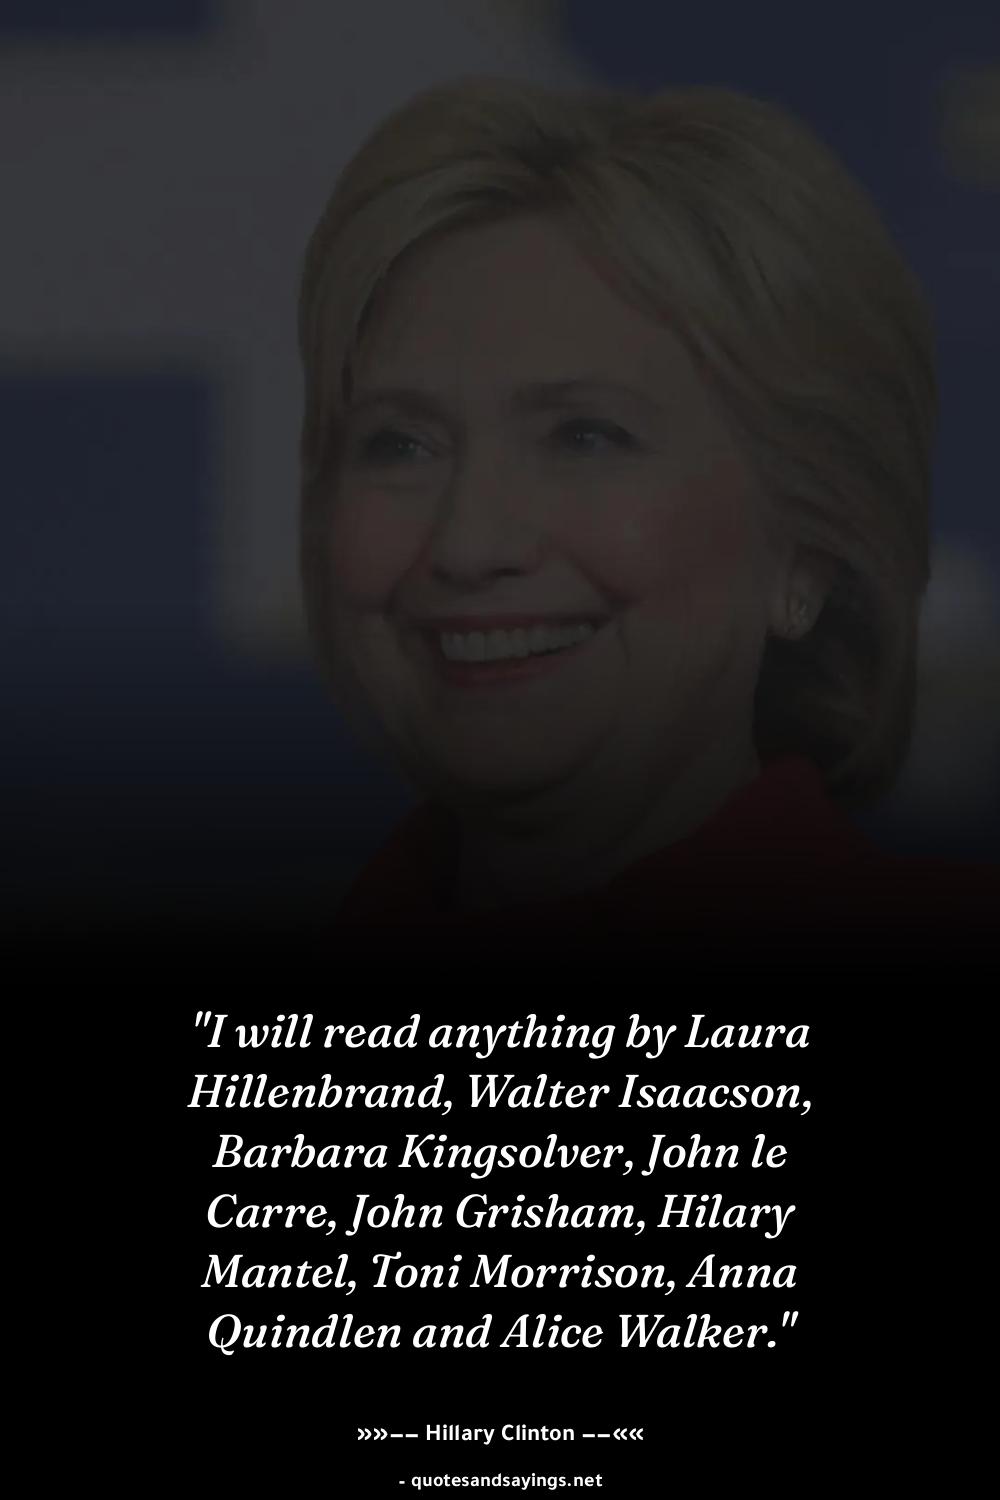 "I will read anything by Laura
Hillenbrand, Walter Isaacson,
Barbara Kingsolver, John le
Carre, John Grisham, Hilary
Mantel, Toni Morrison, Anna
Quindlen and Alice Walker."
»»−− Hillary Clinton −−««
- quotesandsayings.net